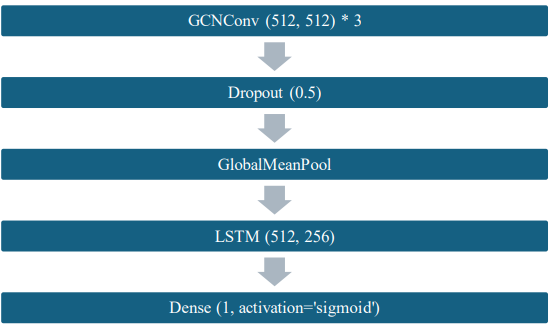 GCNConv (512, 512) * 3
Dropout (0.5)
GlobalMeanPool
LSTM (512, 256)
Dense (1, activation='sigmoid')